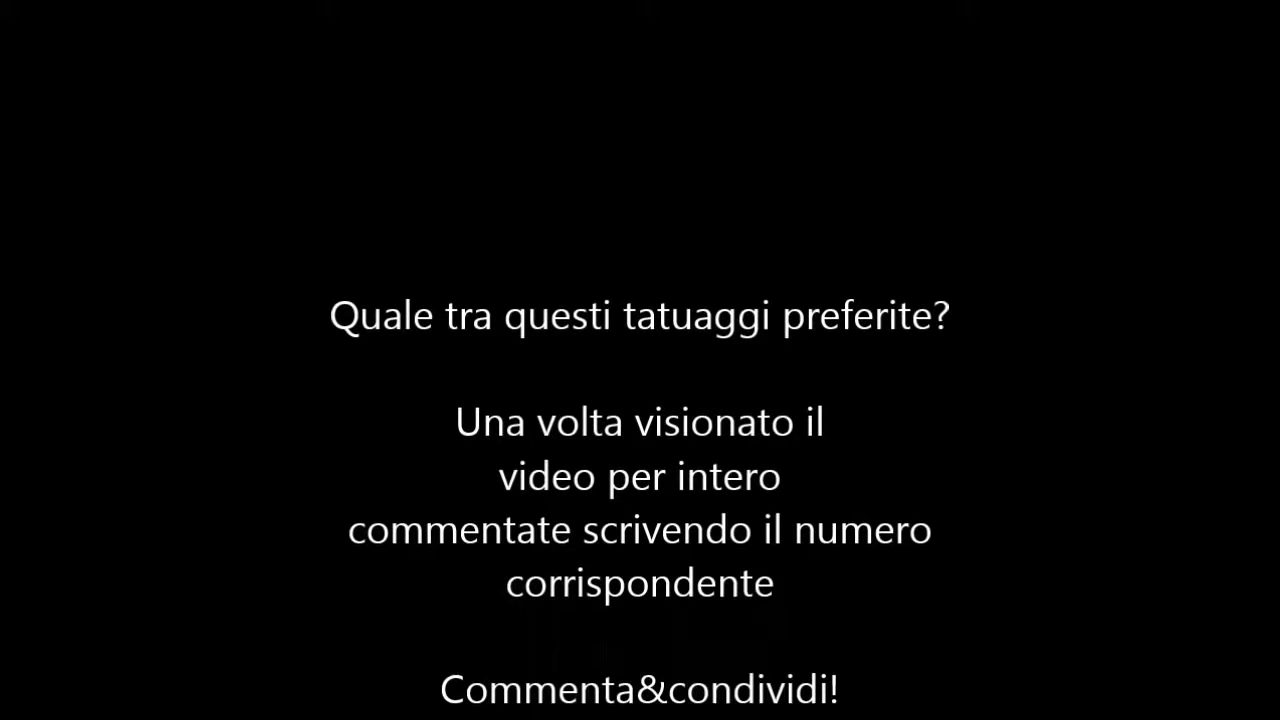 Quale tra questi tatuaggi preferite?
Una volta visionato il
video per intero
commentate scrivendo il numero
corrispondente
Commenta&condividi!